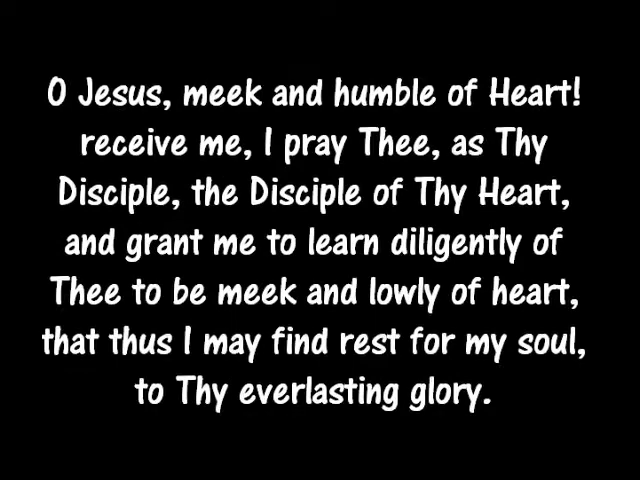 O Jesus, meek and humble of Heart!
receive me, I pray Thee, as Thy
Disciple, the Disciple of Thy Heart,
and grant me to learn diligently of
Thee to be meek and lowly of heart,
that thus I may find rest for my soul,
to Thy everlasting glory.